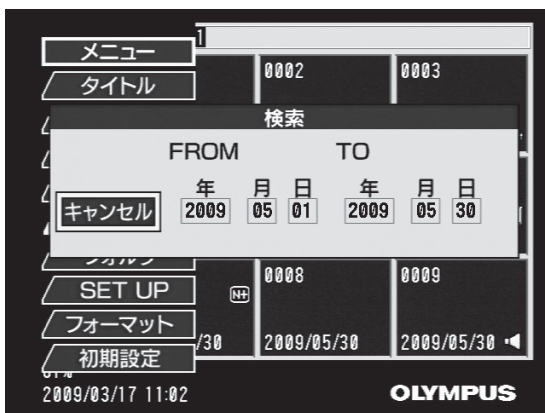 1
メニュー
タイトル
0002
0003
検索
FROM TO
年 月 日 年 月 日
キャンセル 2009 05 01 2009 05 30
SET UP
N+
0008
0009
フォーマット
/30
2009/05/30
2009/05/30
初期設定
2009/03/17 11:02
OLYMPUS